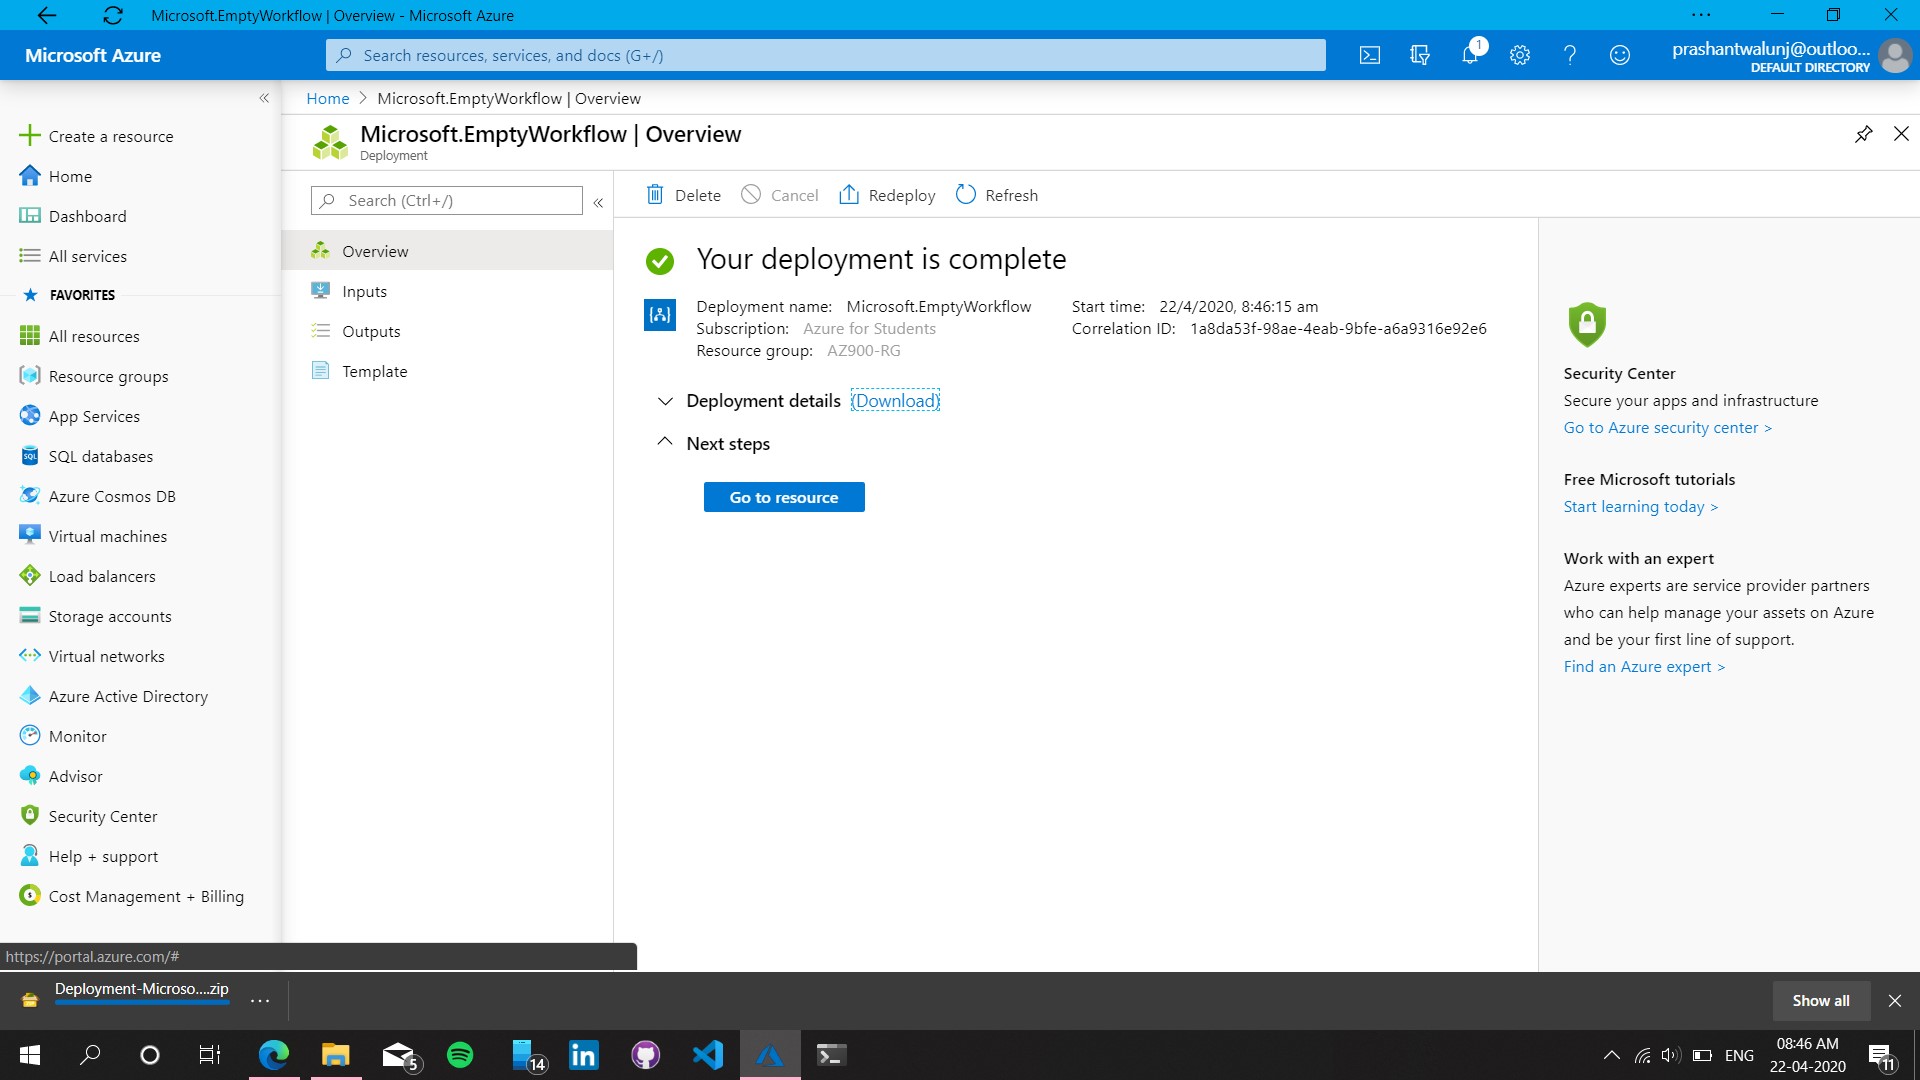 Microsoft.EmptyWorkflow | Overview - Microsoft Azure
Microsoft Azure
Search resources, services, and docs (G+/)
1
prashantwalunj@outloo...
DEFAULT DIRECTORY
Create a resource
Home
Dashboard
All services
FAVORITES
All resources
Resource groups
App Services
SQL databases
Azure Cosmos DB
Virtual machines
Load balancers
Storage accounts
Virtual networks
Azure Active Directory
Monitor
Advisor
Security Center
Help + support
Cost Management + Billing
Home > Microsoft.EmptyWorkflow | Overview
Microsoft.EmptyWorkflow | Overview
Deployment
Search (Ctrl+/)
Overview
Inputs
Outputs
Template
Delete Cancel Redeploy Refresh
Your deployment is complete
Deployment name: Microsoft.EmptyWorkflow
Subscription: Azure for Students
Resource group: AZ900-RG
Start time: 22/4/2020, 8:46:15 am
Correlation ID: 1a8da53f-98ae-4eab-9bfe-a6a9316e92e6
Deployment details (Download)
Next steps
Go to resource
Security Center
Secure your apps and infrastructure
Go to Azure security center >
Free Microsoft tutorials
Start learning today >
Work with an expert
Azure experts are service provider partners
who can help manage your assets on Azure
and be your first line of support.
Find an Azure expert >
https://portal.azure.com/#
Deployment-Microso....zip
Show all
5
14
ENG
08:46 AM
22-04-2020
11